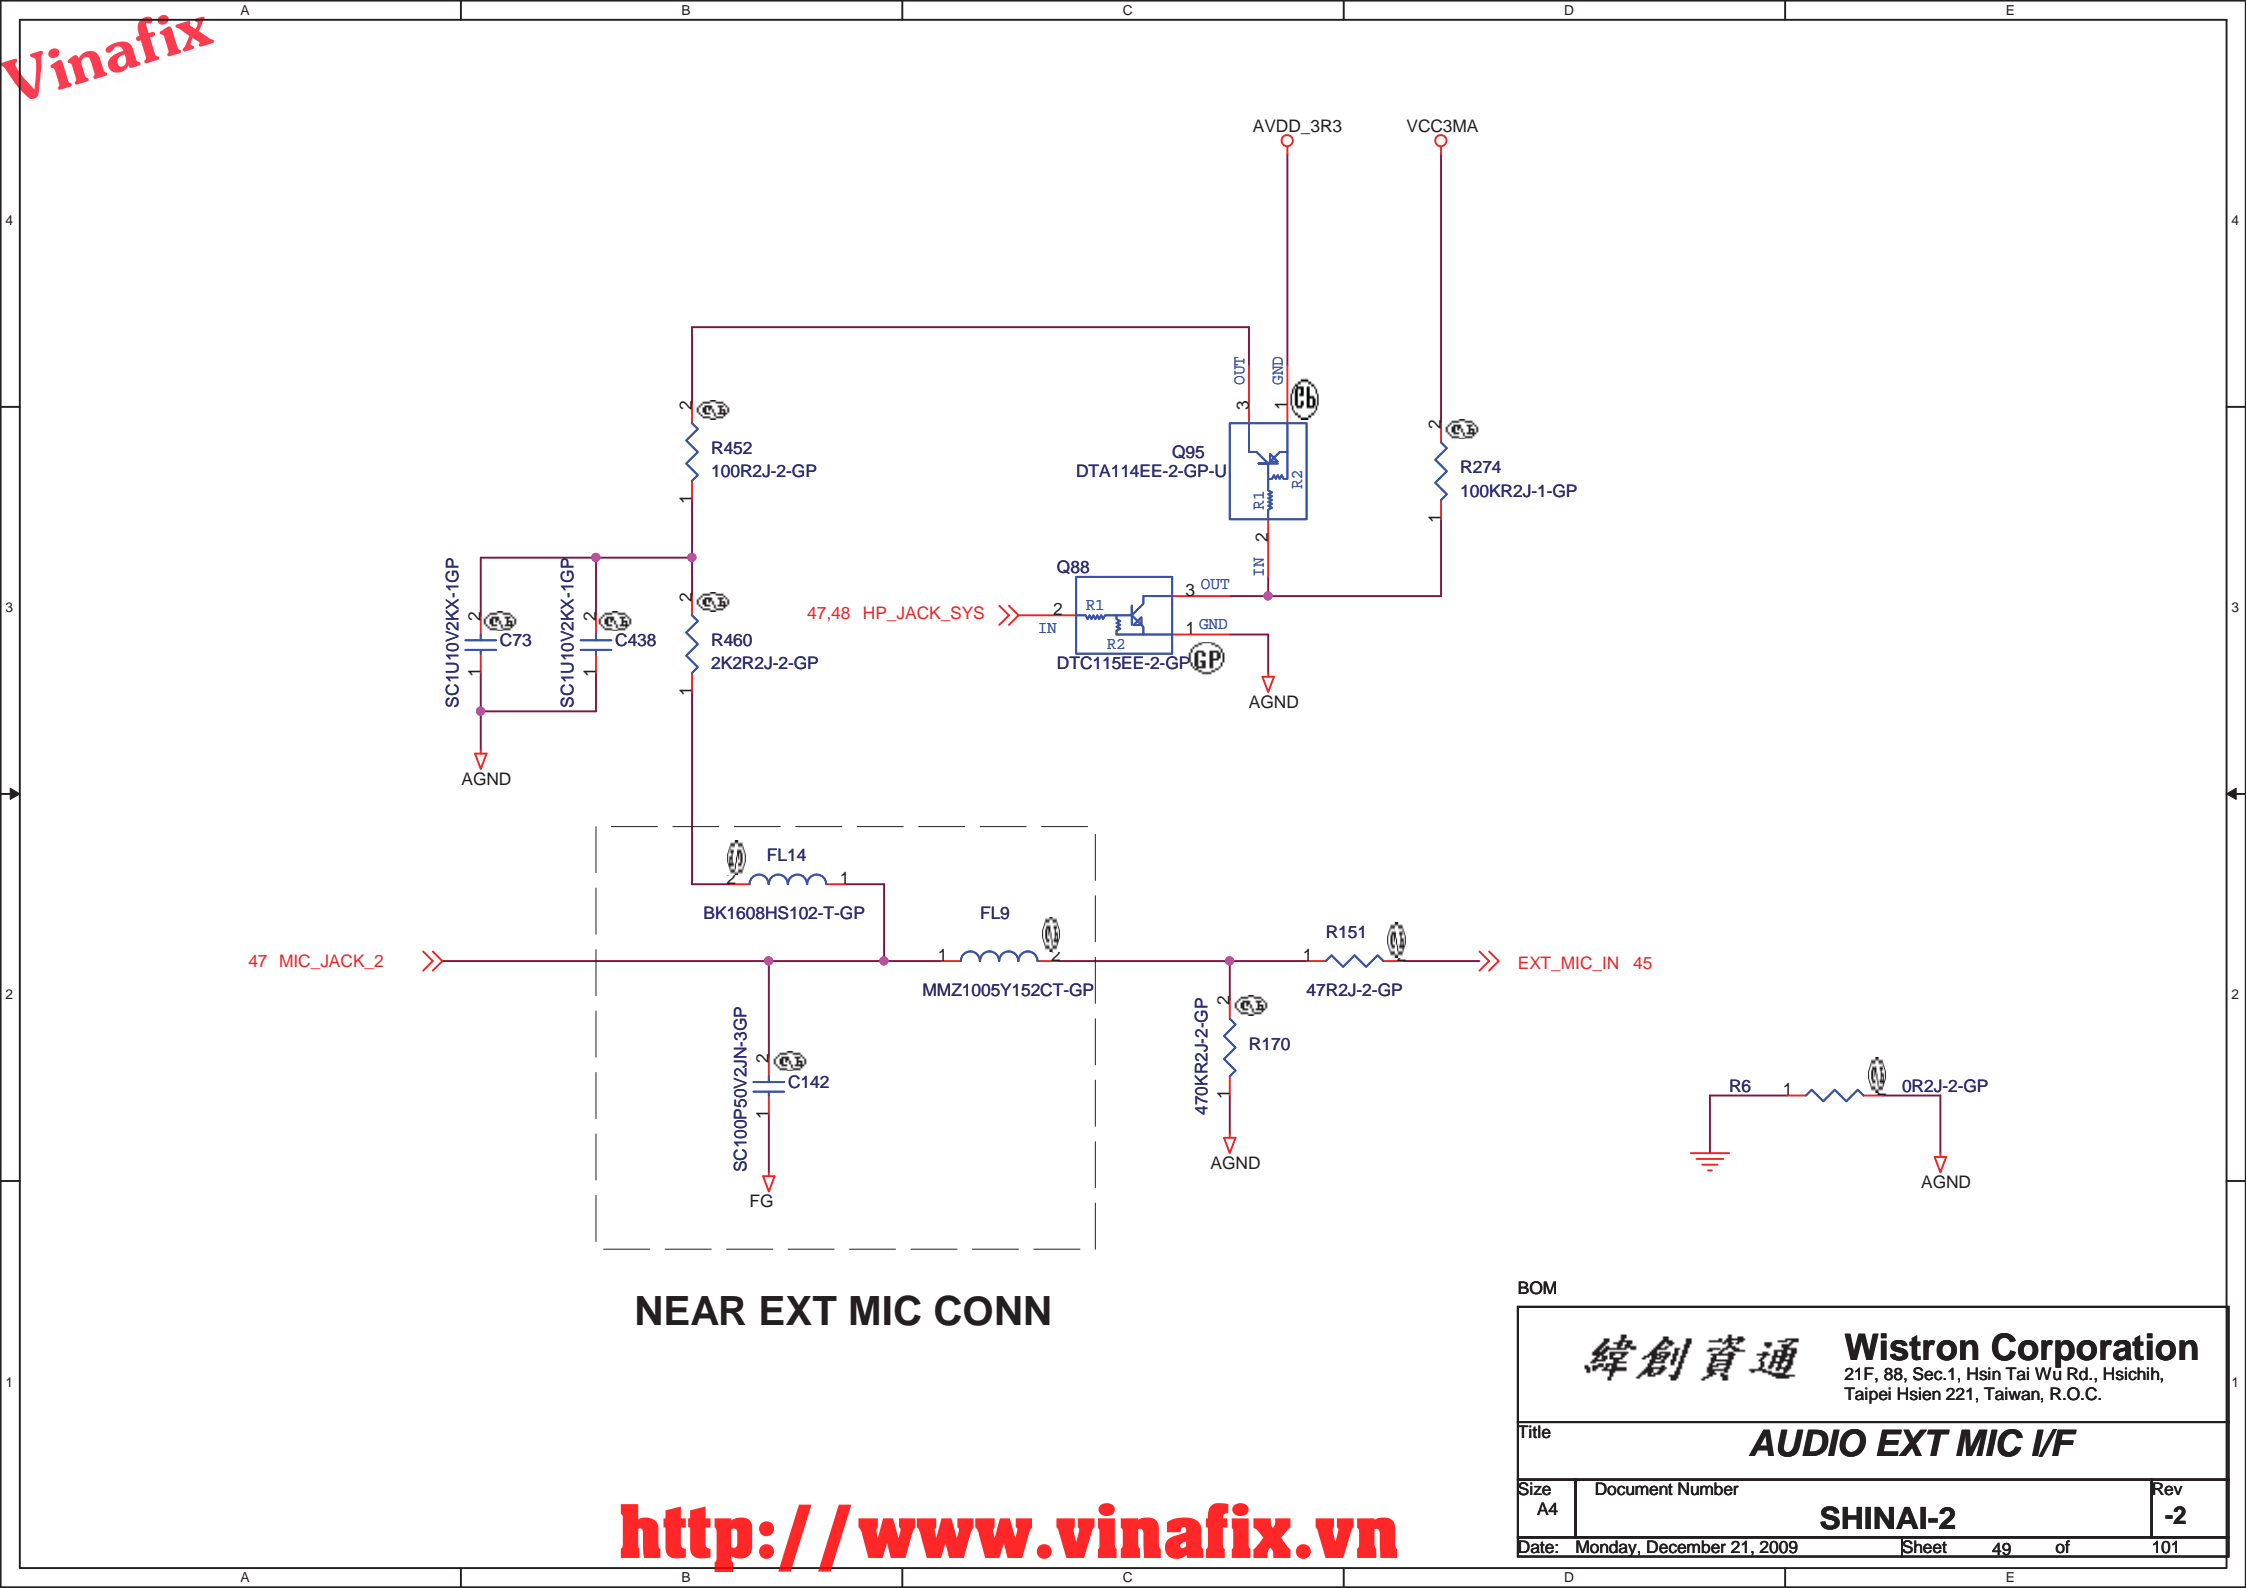 A B C D E
Vinafix
AVDD_3R3 VCC3MA
4 4
OUT GND
3 1
2
R452
100R2J-2-GP
1
Q95
DTA114EE-2-GP-U
R1 R2
2
IN
2
R274
100KR2J-1-GP
1
3 3
SC1U10V2KX-1GP
2
C73
1
SC1U10V2KX-1GP
2
C438
1
AGND
2
R460
2K2R2J-2-GP
1
47,48 HP_JACK_SYS
Q88
2
IN
R1
R2
3 OUT
1 GND
DTC115EE-2-GP
GP
AGND
FL14
2 1
BK1608HS102-T-GP
FL9
1 2
MMZ1005Y152CT-GP
47 MIC_JACK_2
R151
1 2
47R2J-2-GP
EXT_MIC_IN 45
2 2
SC100P50V2JN-3GP
2
C142
1
FG
470KR2J-2-GP
2
R170
1
AGND
R6 1 2 0R2J-2-GP
AGND
NEAR EXT MIC CONN
BOM
緯創資通
Wistron Corporation
21F, 88, Sec.1, Hsin Tai Wu Rd., Hsichih,
Taipei Hsien 221, Taiwan, R.O.C.
1 1
Title
AUDIO EXT MIC I/F
Size Document Number Rev
A4
SHINAI-2
-2
Date: Monday, December 21, 2009 Sheet 49 of 101
http://www.vinafix.vn
A B C D E